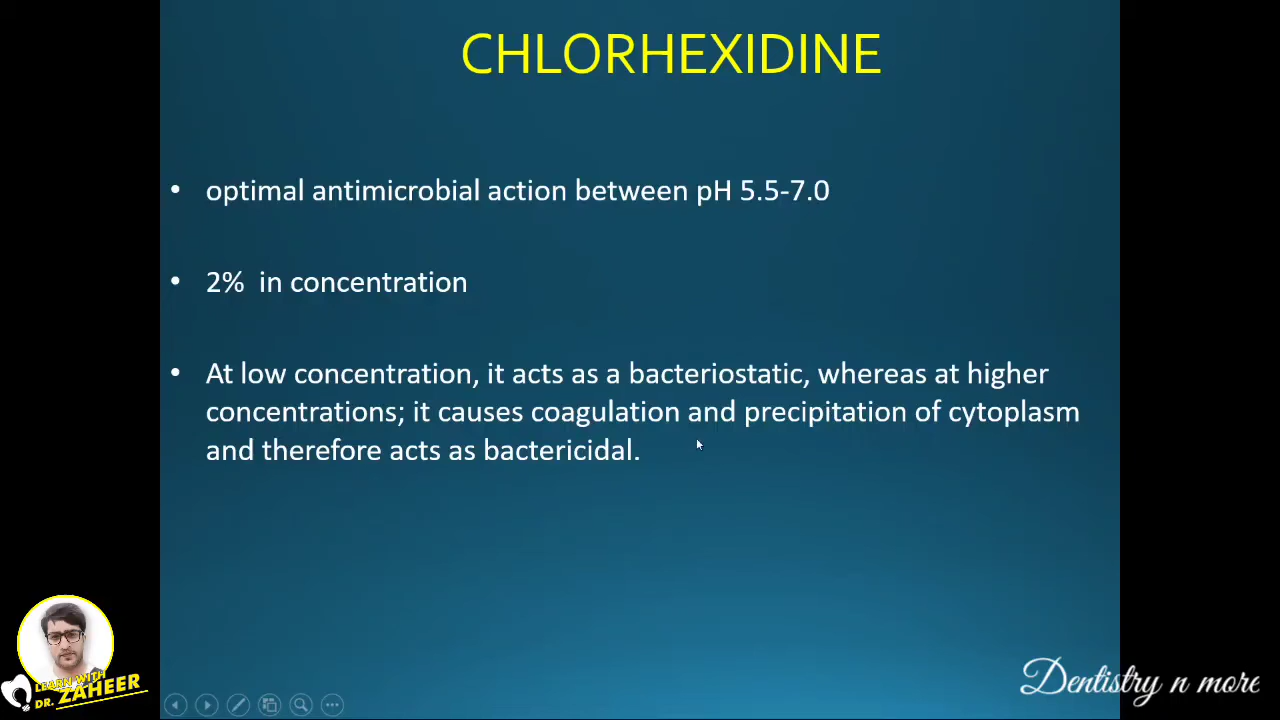 CHLORHEXIDINE
• optimal antimicrobial action between pH 5.5-7.0
• 2%  in concentration
• At low concentration, it acts as a bacteriostatic, whereas at higher
concentrations; it causes coagulation and precipitation of cytoplasm
and therefore acts as bactericidal.
LEARN WITH
DR. ZAHEER
Dentistry n more